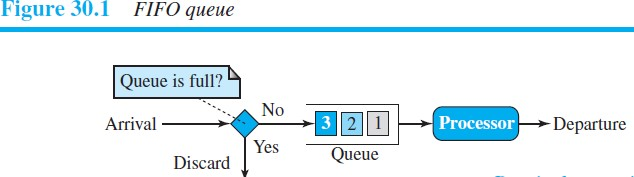 Figure 30.1 FIFO queue
Queue is full?
No
Arrival
3 2 1
Processor
Departure
Yes
Queue
Discard